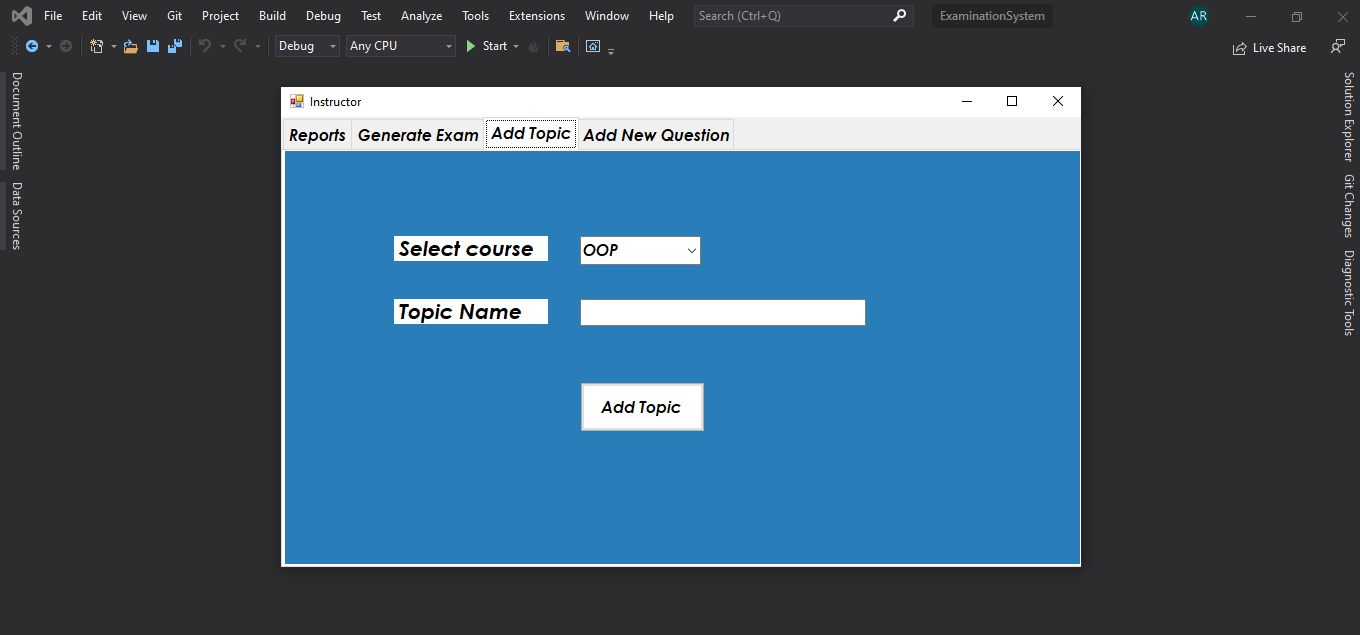 File Edit View Git Project Build Debug Test Analyze Tools Extensions Window Help Search (Ctrl+Q) ExaminationSystem AR
Debug Any CPU Start Live Share
Document Outline
Data Sources
Instructor
Reports Generate Exam Add Topic Add New Question
Select course OOP
Topic Name
Add Topic
Solution Explorer
Git Changes
Diagnostic Tools